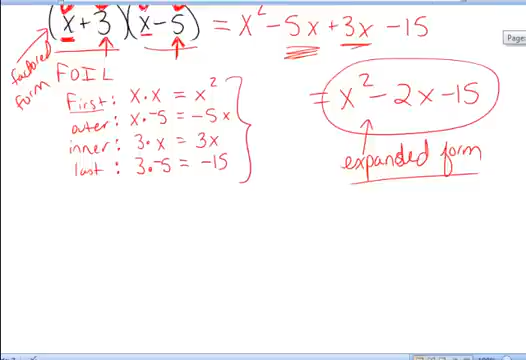 (x + 3)(x - 5) = x² - 5x + 3x - 15
factored form
FOIL
First: x · x = x²
outer: x · -5 = -5x
inner: 3 · x = 3x
last: 3 · -5 = -15
= x² - 2x - 15
expanded form
Page: